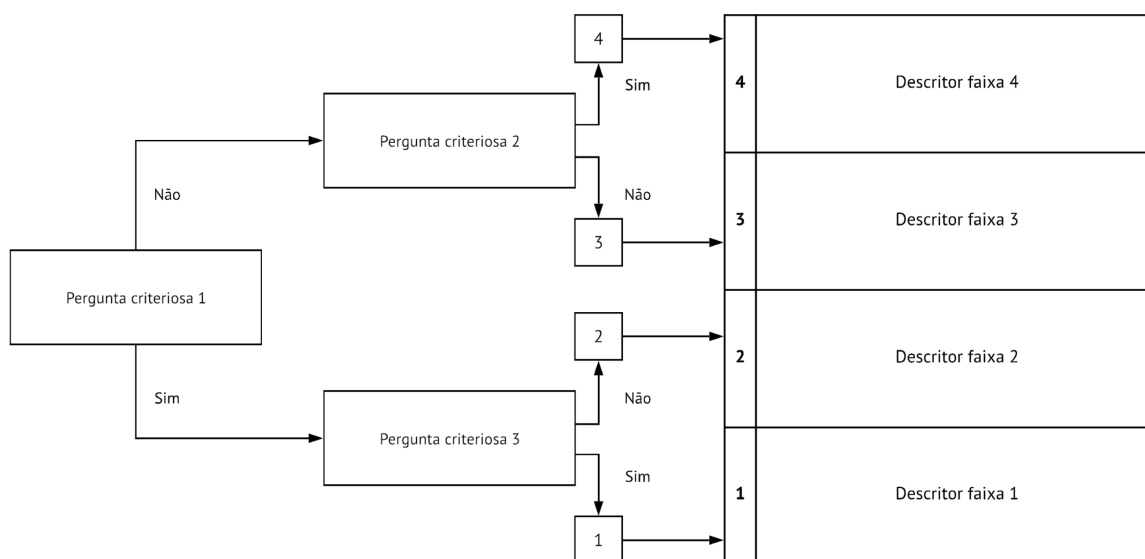 Pergunta criteriosa 1
Não
Sim
Pergunta criteriosa 2
Pergunta criteriosa 3
Sim
Não
Não
Sim
4
3
2
1
4
Descritor faixa 4
3
Descritor faixa 3
2
Descritor faixa 2
1
Descritor faixa 1